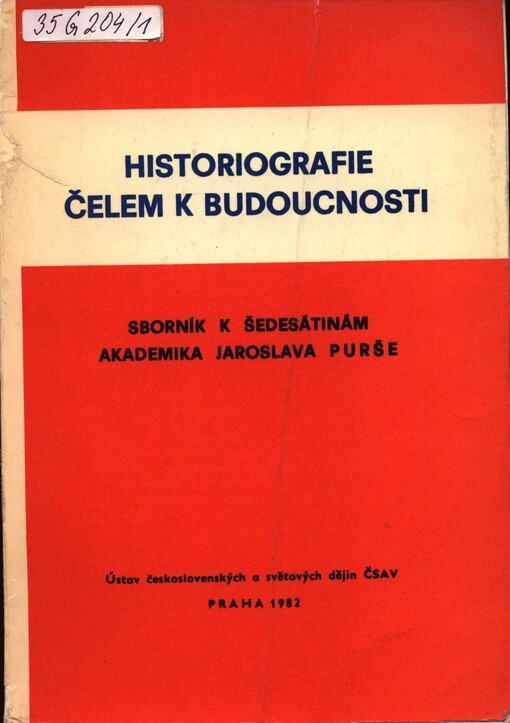 35 G 204/1
HISTORIOGRAFIE
ČELEM K BUDOUCNOSTI
SBORNÍK K ŠEDESÁTINÁM
AKADEMIKA JAROSLAVA PURŠE
Ústav československých a světových dějin ČSAV
PRAHA 1982